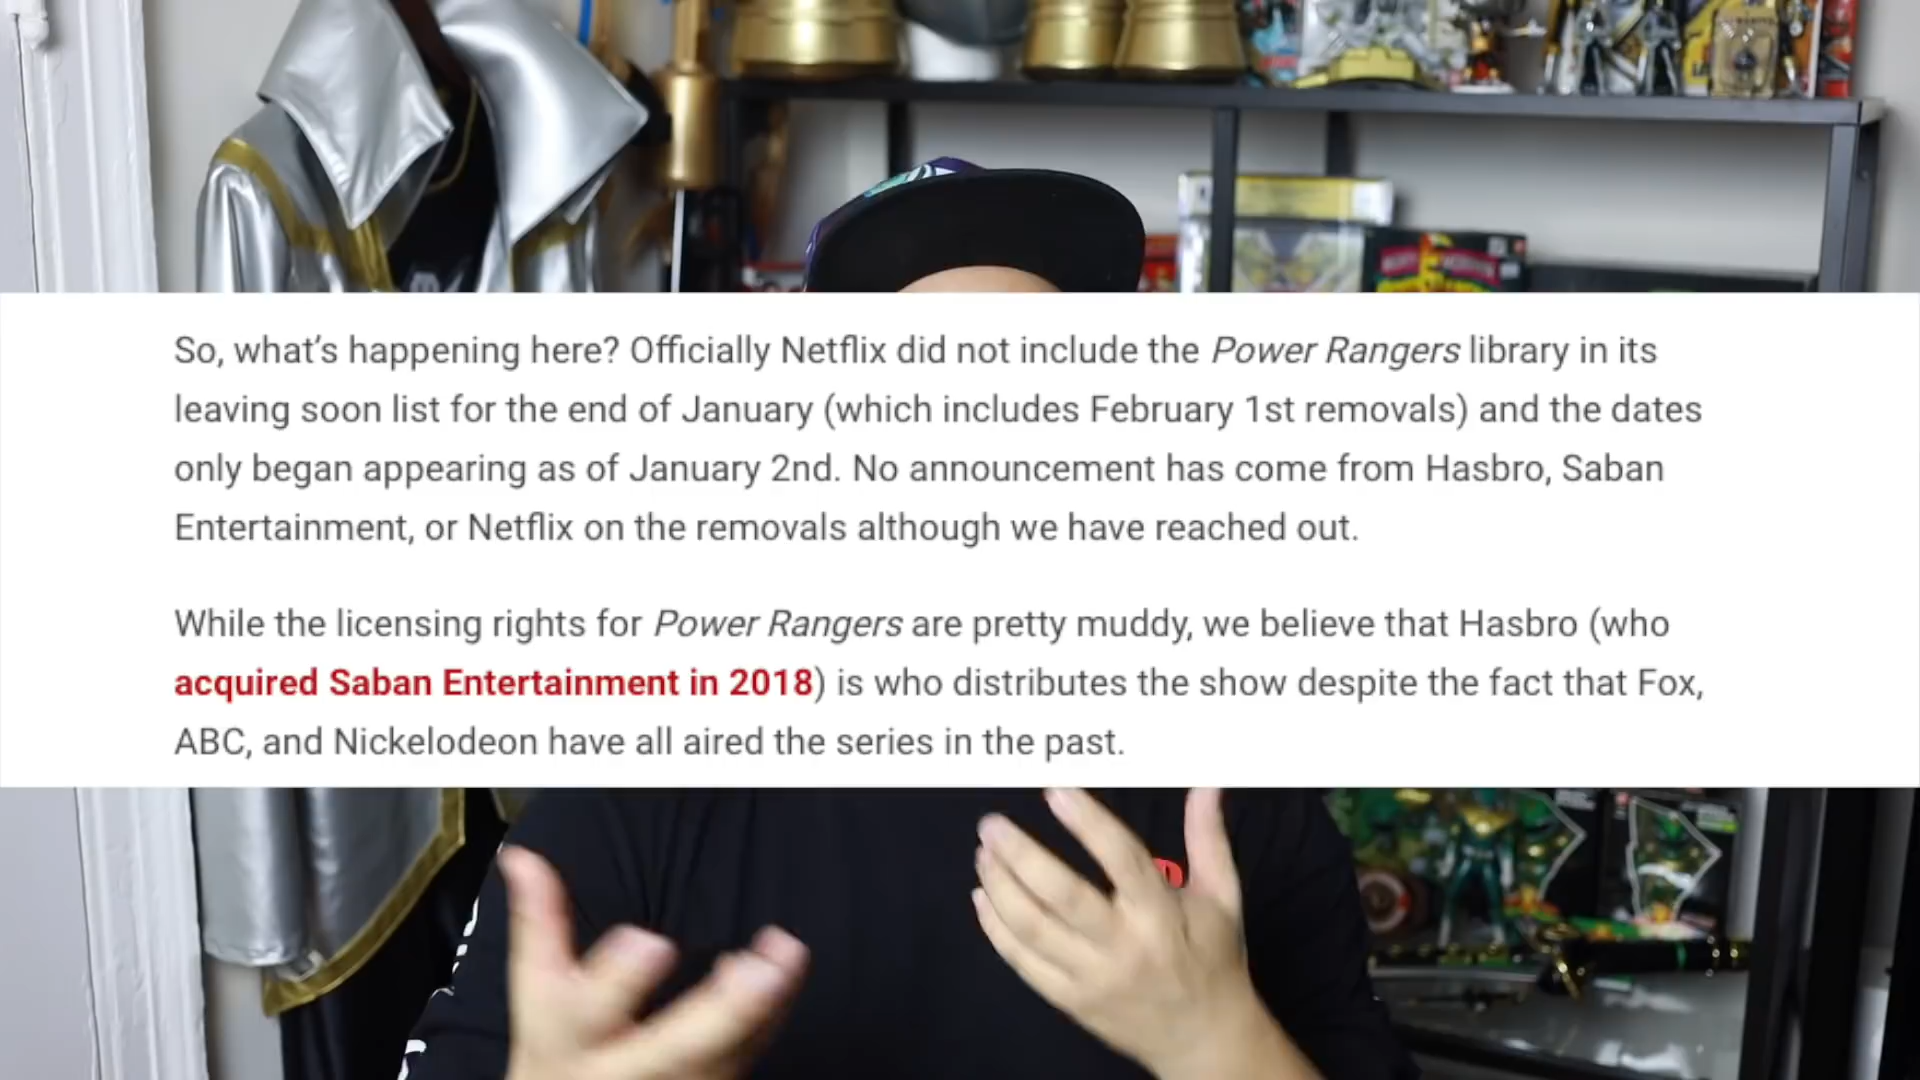 So, what's happening here? Officially Netflix did not include the Power Rangers library in its
leaving soon list for the end of January (which includes February 1st removals) and the dates
only began appearing as of January 2nd. No announcement has come from Hasbro, Saban
Entertainment, or Netflix on the removals although we have reached out.
While the licensing rights for Power Rangers are pretty muddy, we believe that Hasbro (who
acquired Saban Entertainment in 2018) is who distributes the show despite the fact that Fox,
ABC, and Nickelodeon have all aired the series in the past.